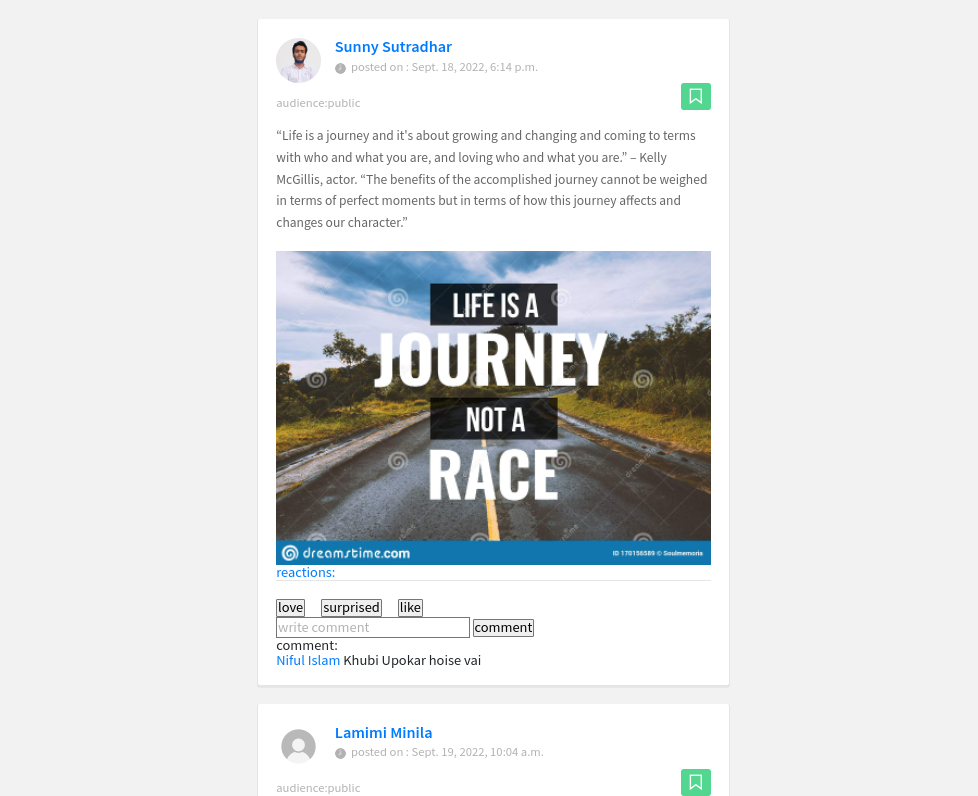 Sunny Sutradhar
posted on : Sept. 18, 2022, 6:14 p.m.
audience:public
“Life is a journey and it's about growing and changing and coming to terms
with who and what you are, and loving who and what you are.” – Kelly
McGillis, actor. “The benefits of the accomplished journey cannot be weighed
in terms of perfect moments but in terms of how this journey affects and
changes our character.”
LIFE IS A
JOURNEY
NOT A
RACE
dreamstime.com
ID 170156589 © Soulmemoria
reactions:
love surprised like
write comment comment
comment:
Niful Islam Khubi Upokar hoise vai
Lamimi Minila
posted on : Sept. 19, 2022, 10:04 a.m.
audience:public